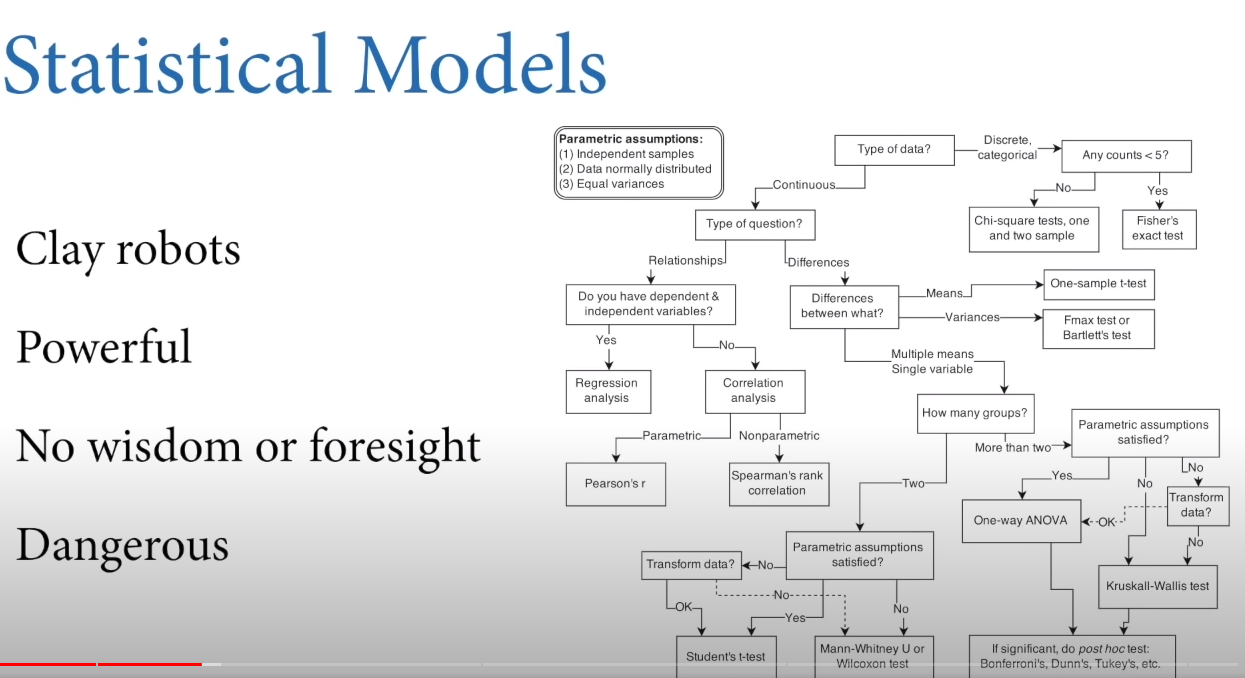 Statistical Models
Clay robots
Powerful
No wisdom or foresight
Dangerous
Parametric assumptions:
(1) Independent samples
(2) Data normally distributed
(3) Equal variances
Type of data?
Discrete,
categorical
Any counts < 5?
Continuous
No
Yes
Chi-square tests, one
and two sample
Fisher's
exact test
Type of question?
Relationships
Differences
Do you have dependent &
independent variables?
Differences
between what?
Means
One-sample t-test
Variances
Fmax test or
Bartlett's test
Yes
No
Regression
analysis
Correlation
analysis
Multiple means
Single variable
How many groups?
Parametric
Nonparametric
Pearson's r
Spearman's rank
correlation
More than two
Parametric assumptions
satisfied?
Two
Yes
No
No
Transform
data?
One-way ANOVA
OK
No
Kruskall-Wallis test
Parametric assumptions
satisfied?
No
Transform data?
No
OK
Yes
No
Student's t-test
Mann-Whitney U or
Wilcoxon test
If significant, do post hoc test:
Bonferroni's, Dunn's, Tukey's, etc.